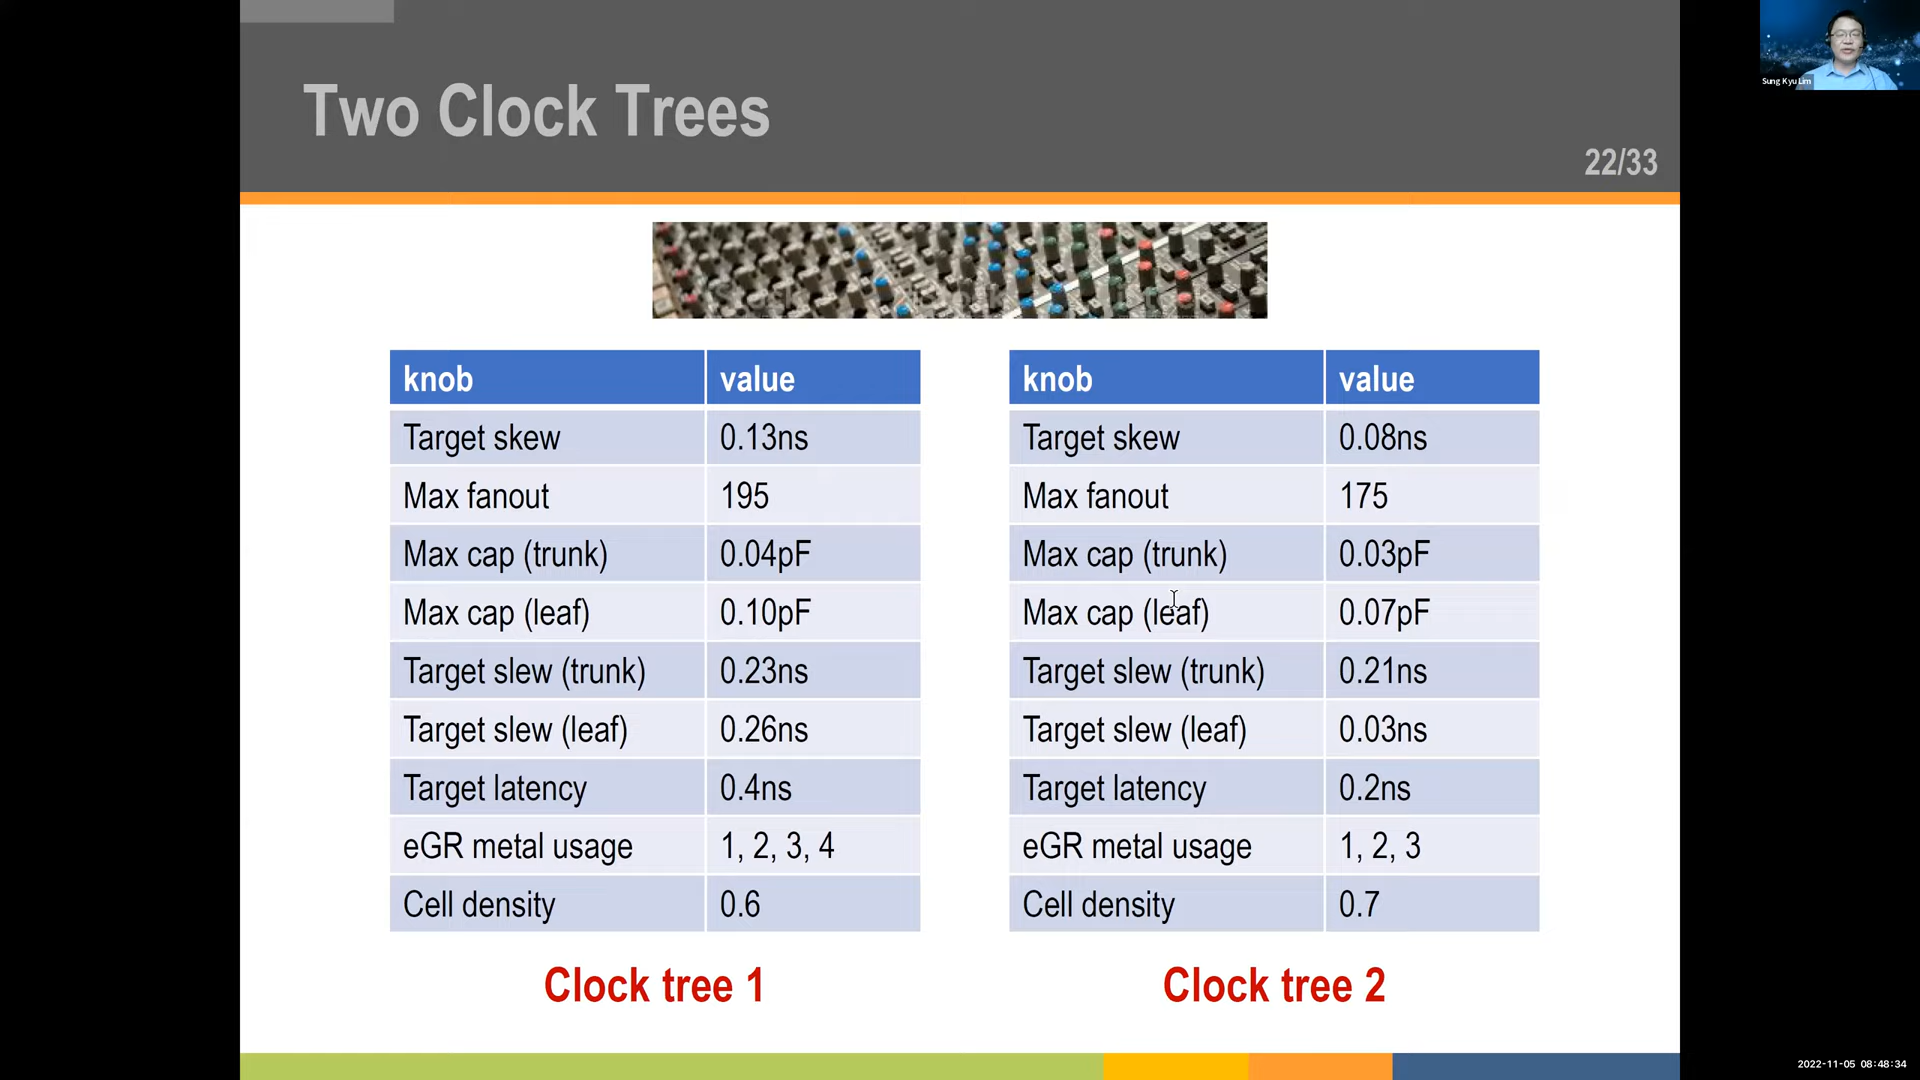 Two Clock Trees
22/33
Sung Kyu Lim
knob value
Target skew 0.13ns
Max fanout 195
Max cap (trunk) 0.04pF
Max cap (leaf) 0.10pF
Target slew (trunk) 0.23ns
Target slew (leaf) 0.26ns
Target latency 0.4ns
eGR metal usage 1, 2, 3, 4
Cell density 0.6
Clock tree 1
knob value
Target skew 0.08ns
Max fanout 175
Max cap (trunk) 0.03pF
Max cap (leaf) 0.07pF
Target slew (trunk) 0.21ns
Target slew (leaf) 0.03ns
Target latency 0.2ns
eGR metal usage 1, 2, 3
Cell density 0.7
Clock tree 2
2022-11-05 08:48:34